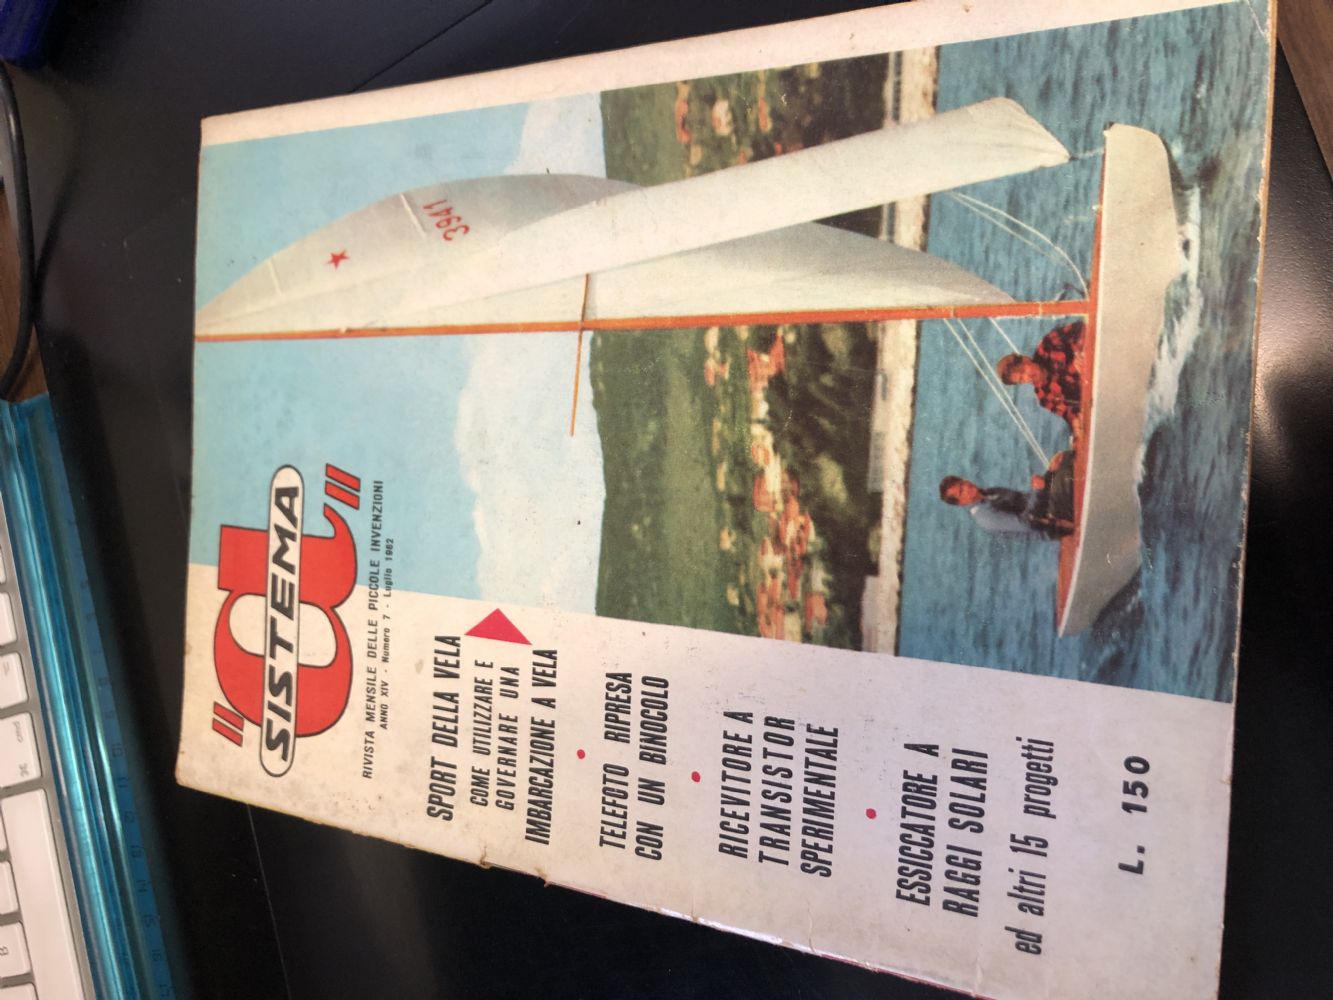 "a"
SISTEMA
RIVISTA MENSILE DELLE PICCOLE INVENZIONI
ANNO XIV - Numero 7 - Luglio 1962
SPORT DELLA VELA
COME UTILIZZARE E
GOVERNARE UNA
IMBARCAZIONE A VELA
TELEFOTO RIPRESA
CON UN BINOCOLO
RICEVITORE A
TRANSISTOR
SPERIMENTALE
ESSICCATORE A
RAGGI SOLARI
ed altri 15 progetti
L. 150
3941
cmd
B